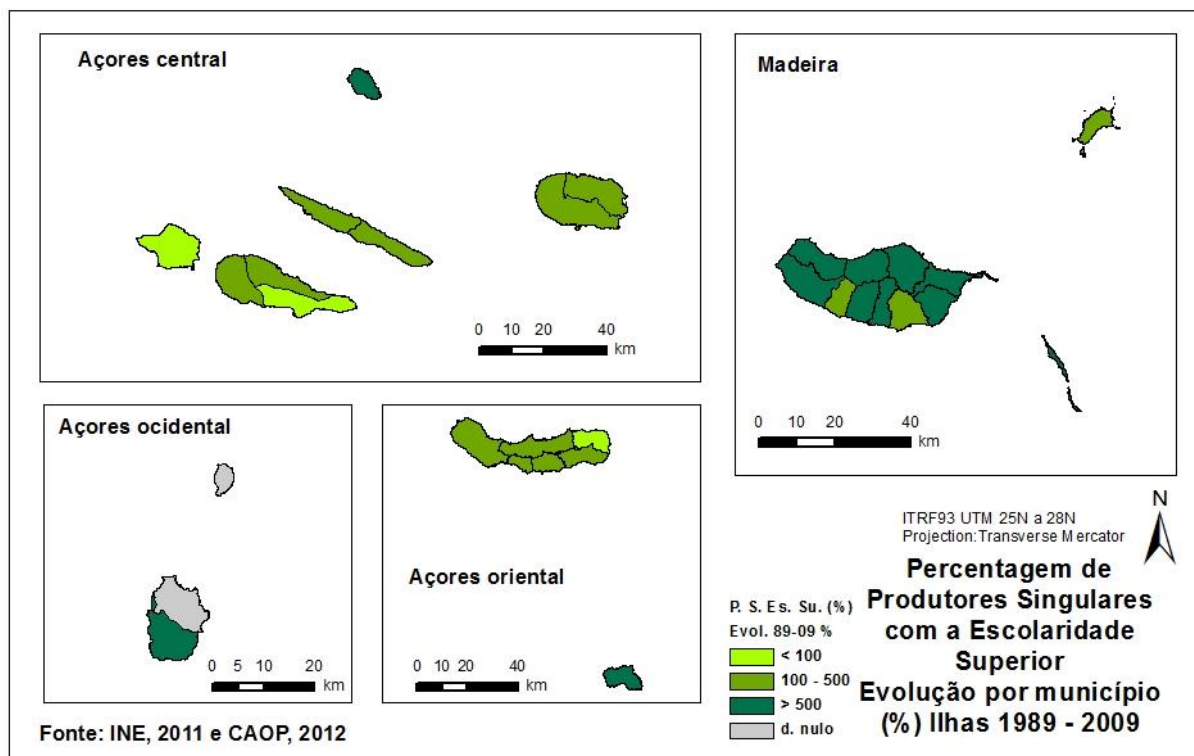 Açores central
0 10 20 40
km
Madeira
0 10 20 40
km
Açores ocidental
0 5 10 20
km
Açores oriental
0 10 20 40
km
N
ITRF93 UTM 25N a 28N
Projection:Transverse Mercator
Percentagem de
Produtores Singulares
com a Escolaridade
Superior
Evolução por município
(%) Ilhas 1989 - 2009
P. S. Es. Su. (%)
Evol. 89-09 %
< 100
100 - 500
> 500
d. nulo
Fonte: INE, 2011 e CAOP, 2012